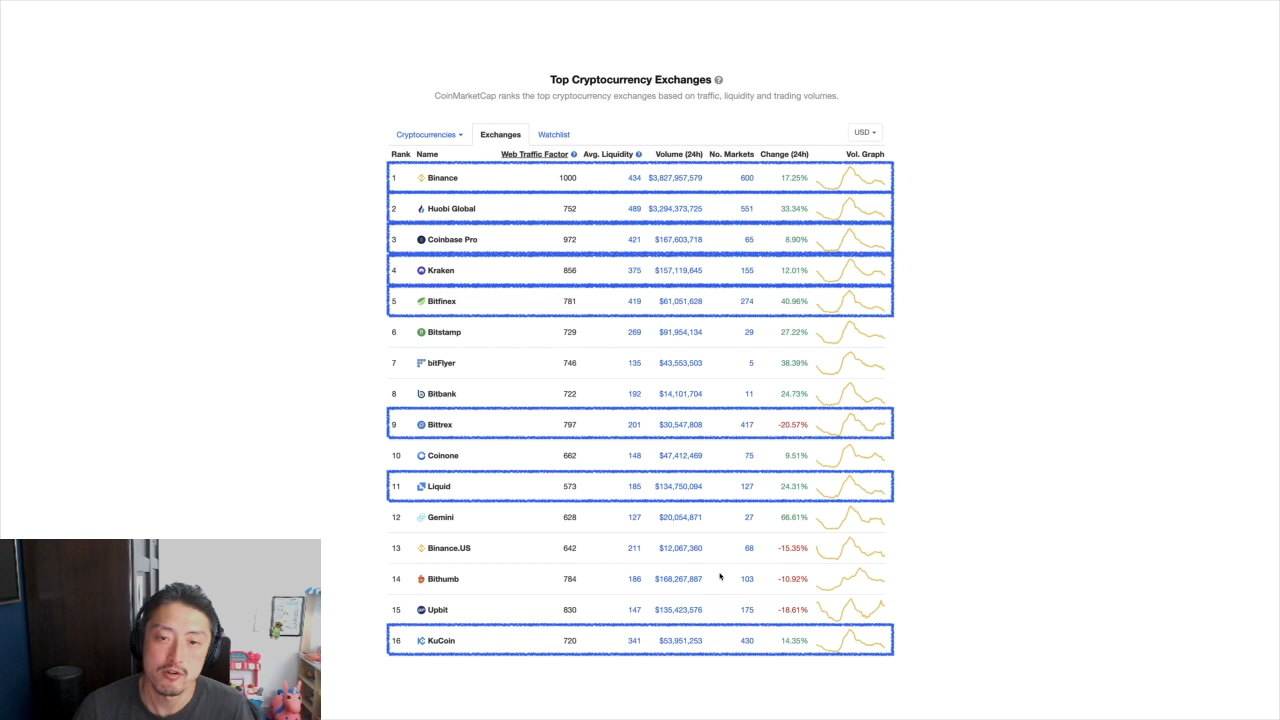 Top Cryptocurrency Exchanges ?
CoinMarketCap ranks the top cryptocurrency exchanges based on traffic, liquidity and trading volumes.
Cryptocurrencies Exchanges Watchlist USD
Rank Name Web Traffic Factor ? Avg. Liquidity ? Volume (24h) No. Markets Change (24h) Vol. Graph
1 Binance 1000 434 $3,827,957,579 600 17.25%
2 Huobi Global 752 489 $3,294,373,725 551 33.34%
3 Coinbase Pro 972 421 $167,603,718 65 8.90%
4 Kraken 856 375 $157,119,645 155 12.01%
5 Bitfinex 781 419 $61,051,628 274 40.96%
6 Bitstamp 729 269 $91,954,134 29 27.22%
7 bitFlyer 746 135 $43,553,503 5 38.39%
8 Bitbank 722 192 $14,101,704 11 24.73%
9 Bittrex 797 201 $30,547,808 417 -20.57%
10 Coinone 662 148 $47,412,469 75 9.51%
11 Liquid 573 185 $134,750,094 127 24.31%
12 Gemini 628 127 $20,054,871 27 66.61%
13 Binance.US 642 211 $12,067,360 68 -15.35%
14 Bithumb 784 186 $168,267,887 103 -10.92%
15 Upbit 830 147 $135,423,576 175 -18.61%
16 KuCoin 720 341 $53,951,253 430 14.35%